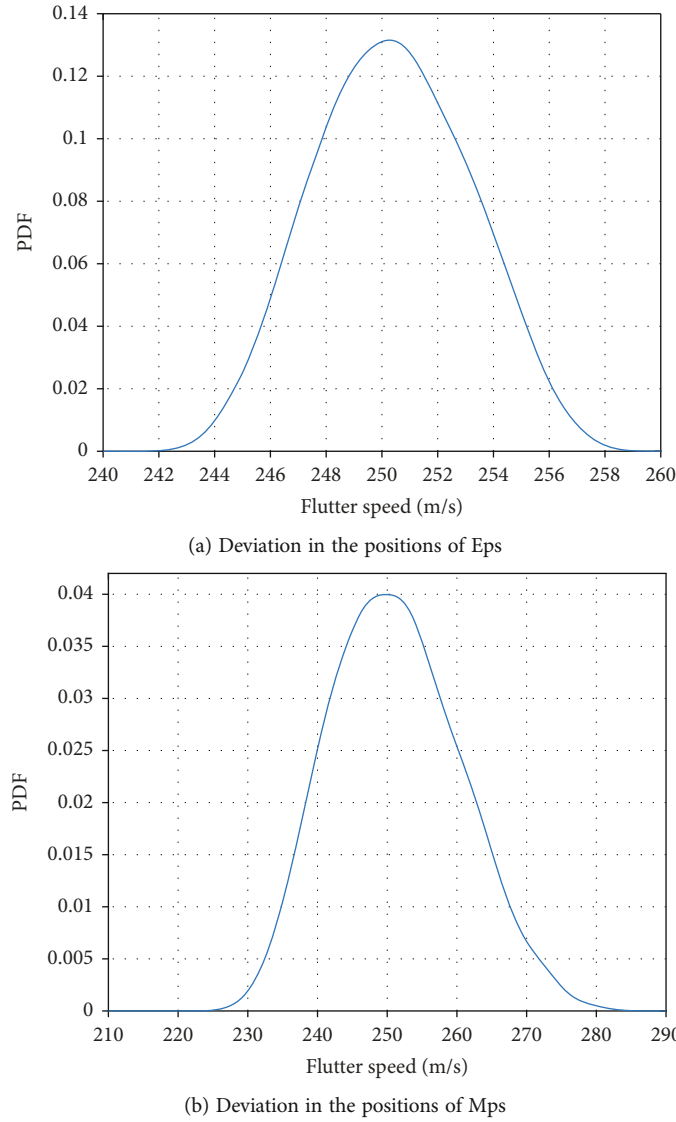 0.14
0.12
0.1
0.08
0.06
0.04
0.02
0
PDF
240 242 244 246 248 250 252 254 256 258 260
Flutter speed (m/s)
(a) Deviation in the positions of Eps
0.04
0.035
0.03
0.025
0.02
0.015
0.01
0.005
0
PDF
210 220 230 240 250 260 270 280 290
Flutter speed (m/s)
(b) Deviation in the positions of Mps